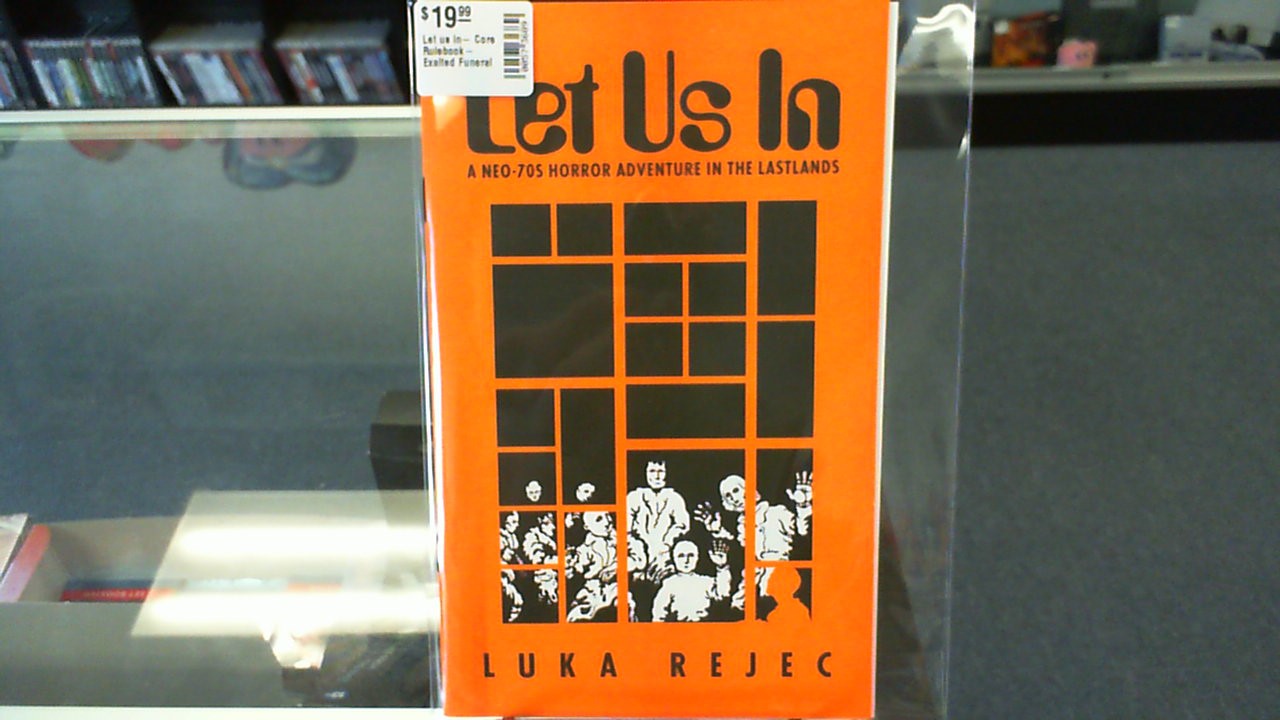 $19.99
Let us In - Core
Rulebook -
Exalted Funeral
Let Us In
A NEO-70S HORROR ADVENTURE IN THE LASTLANDS
LUKA REJEC